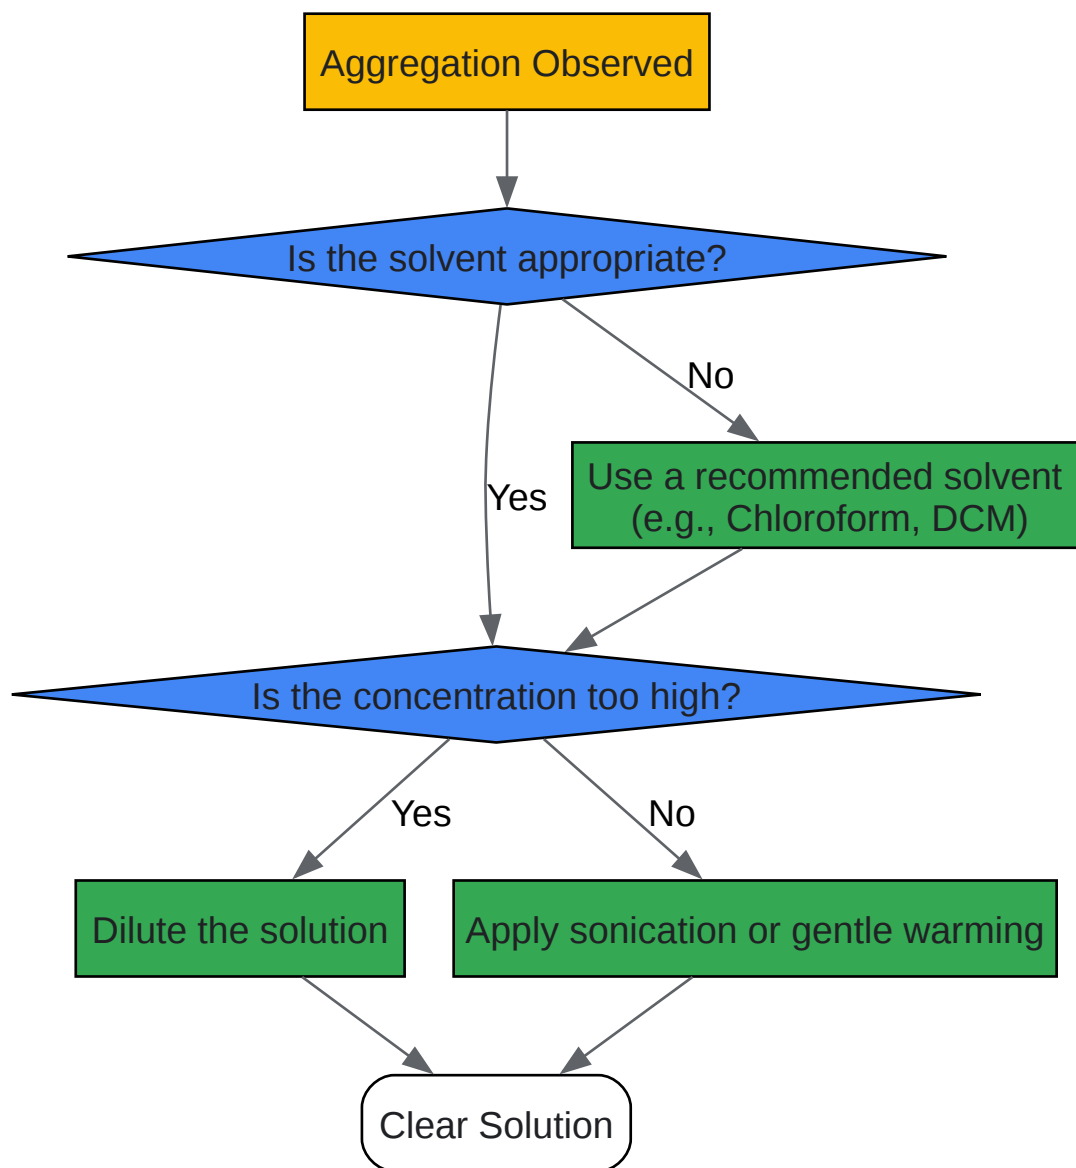 Aggregation Observed
Is the solvent appropriate?
No
Use a recommended solvent
(e.g., Chloroform, DCM)
Yes
Is the concentration too high?
Yes
No
Dilute the solution
Apply sonication or gentle warming
Clear Solution